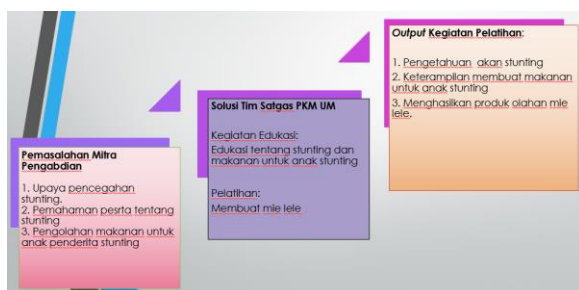 Pemasalahan Mitra
Pengabdian
1. Upaya pencegahan
stunting.
2. Pemahaman pesrta tentang
stunting
3. Pengolahan makanan untuk
anak penderita stunting
Solusi Tim Satgas PKM UM
Kegiatan Edukasi:
Edukasi tentang stunting dan
makanan untuk anak stunting
Pelatihan:
Membuat mie lele
Output Kegiatan Pelatihan:
1. Pengetahuan akan stunting
2. Keterampilan membuat makanan
untuk anak stunting
3. Menghasilkan produk olahan mie
lele.